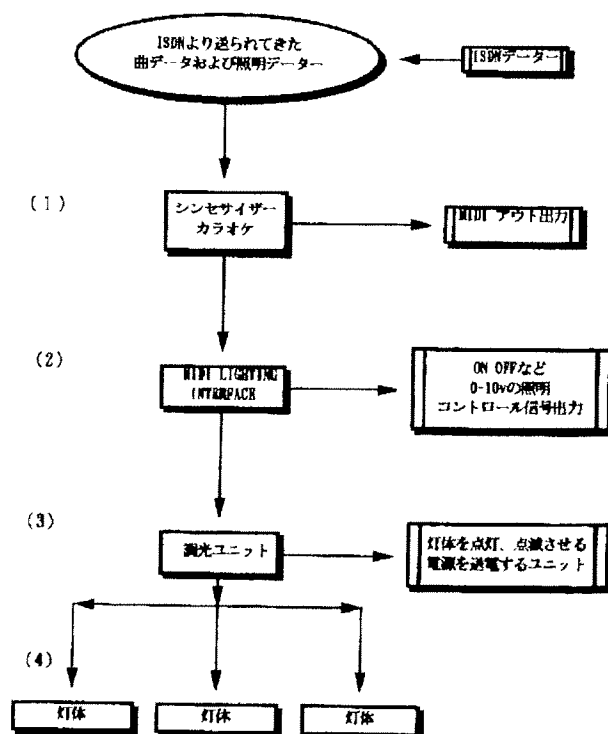 ISDNより送られてきた
曲データおよび照明データー
ISDNデーター
(1)
シンセサイザー
カラオケ
MIDI アウト出力
(2)
MIDI LIGHTING
INTERFACE
ON OFFなど
0-10vの照明
コントロール信号出力
(3)
調光ユニット
灯体を点灯、点滅させる
電源を送電するユニット
(4)
灯体
灯体
灯体